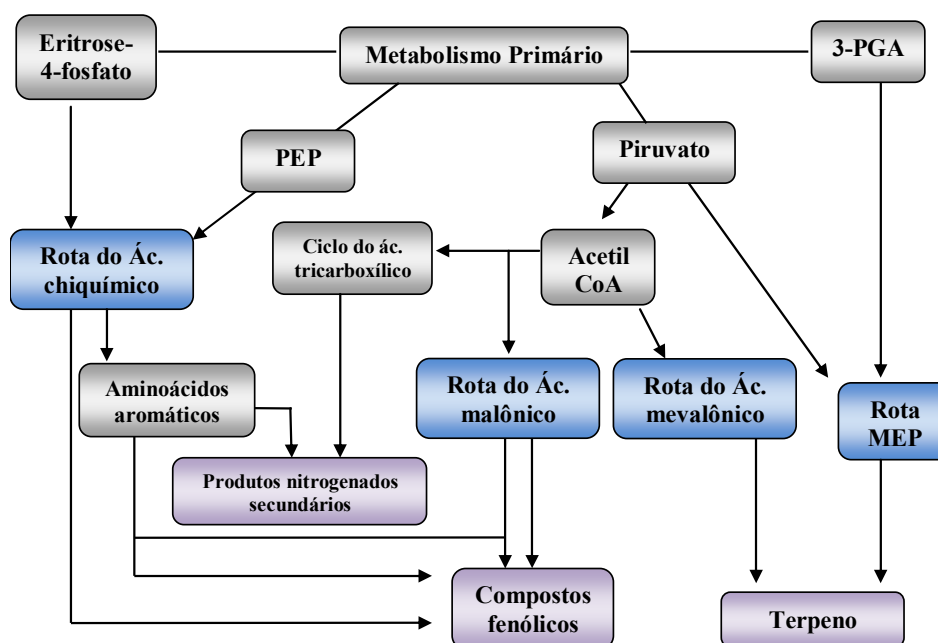 Eritrose-
4-fosfato
Metabolismo Primário
3-PGA
PEP
Piruvato
Rota do Ác.
chiquímico
Ciclo do ác.
tricarboxílico
Acetil
CoA
Aminoácidos
aromáticos
Rota do Ác.
malônico
Rota do Ác.
mevalônico
Rota
MEP
Produtos nitrogenados
secundários
Compostos
fenólicos
Terpeno